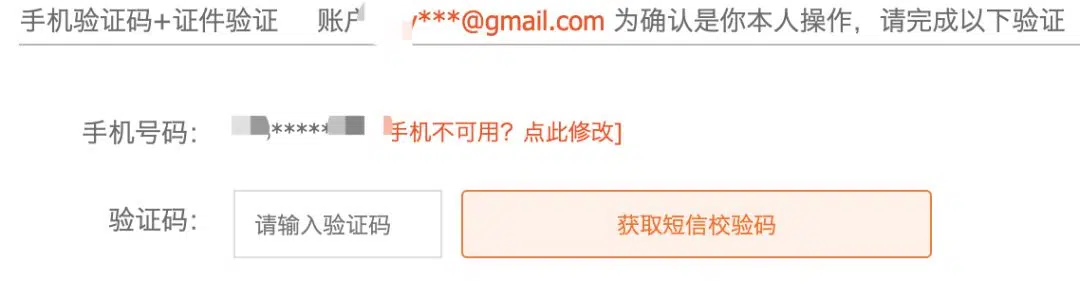 手机验证码+证件验证 账户 y***@gmail.com 为确认是你本人操作，请完成以下验证
手机号码： ***** 手机不可用？点此修改]
验证码： 请输入验证码 获取短信校验码